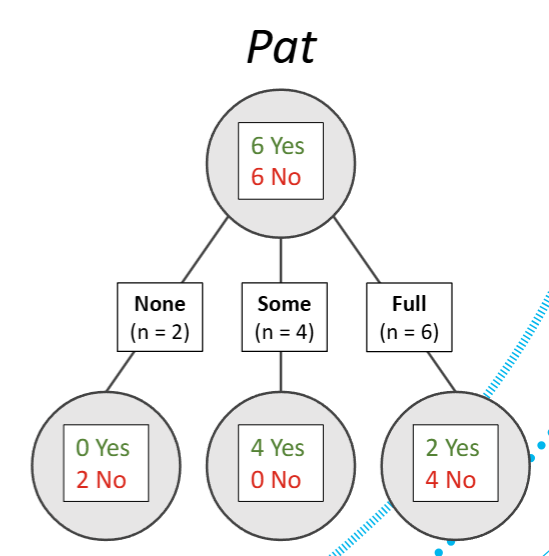 Pat
6 Yes
6 No
None
(n = 2)
Some
(n = 4)
Full
(n = 6)
0 Yes
2 No
4 Yes
0 No
2 Yes
4 No